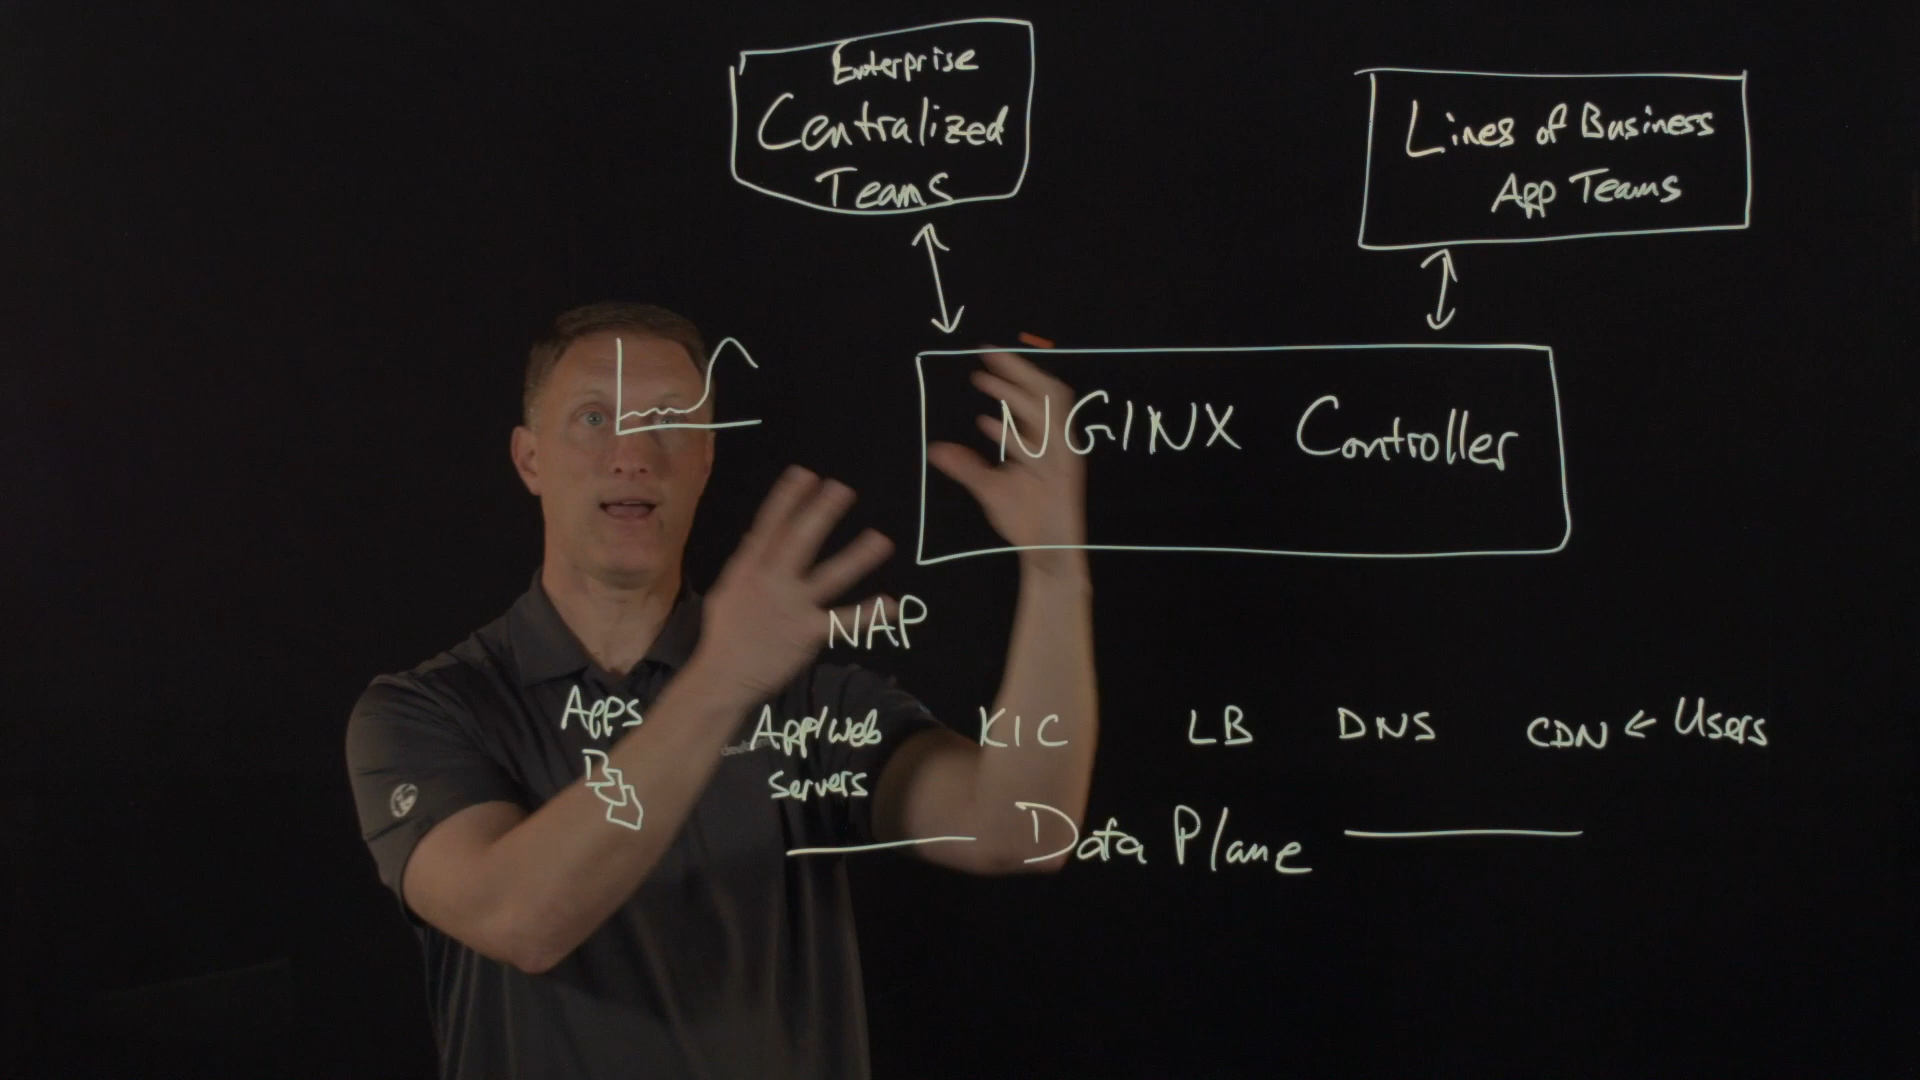 Enterprise
Centralized
Teams
Lines of Business
App Teams
NGINX Controller
NAP
Apps
App/web
servers
KIC
LB
DNS
CDN ← Users
Data Plane